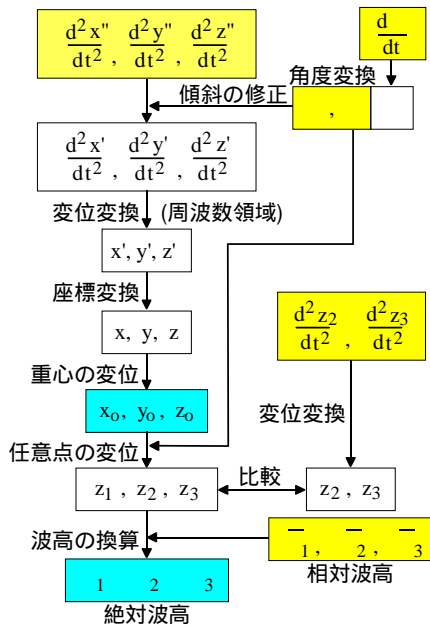 d²x" / dt² , d²y" / dt² , d²z" / dt²
d / dt
角度変換
傾斜の修正
,
d²x' / dt² , d²y' / dt² , d²z' / dt²
変位変換 (周波数領域)
x', y', z'
座標変換
x, y, z
d²z₂ / dt² , d²z₃ / dt²
重心の変位
x₀, y₀, z₀
変位変換
任意点の変位
z₁ , z₂ , z₃
比較
z₂ , z₃
波高の換算
‾₁, ‾₂, ‾₃
相対波高
1 2 3
絶対波高